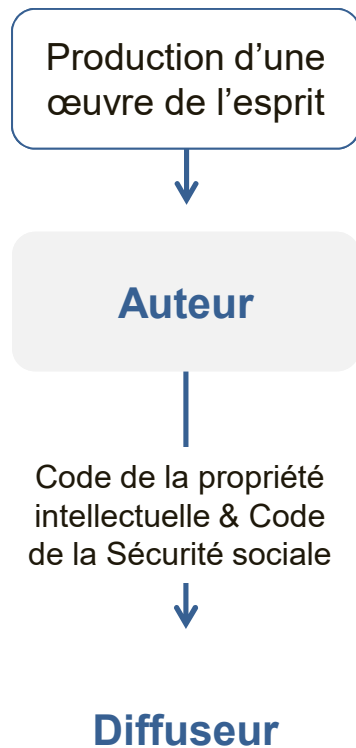 Production d’une
œuvre de l’esprit
Auteur
Code de la propriété
intellectuelle & Code
de la Sécurité sociale
Diffuseur